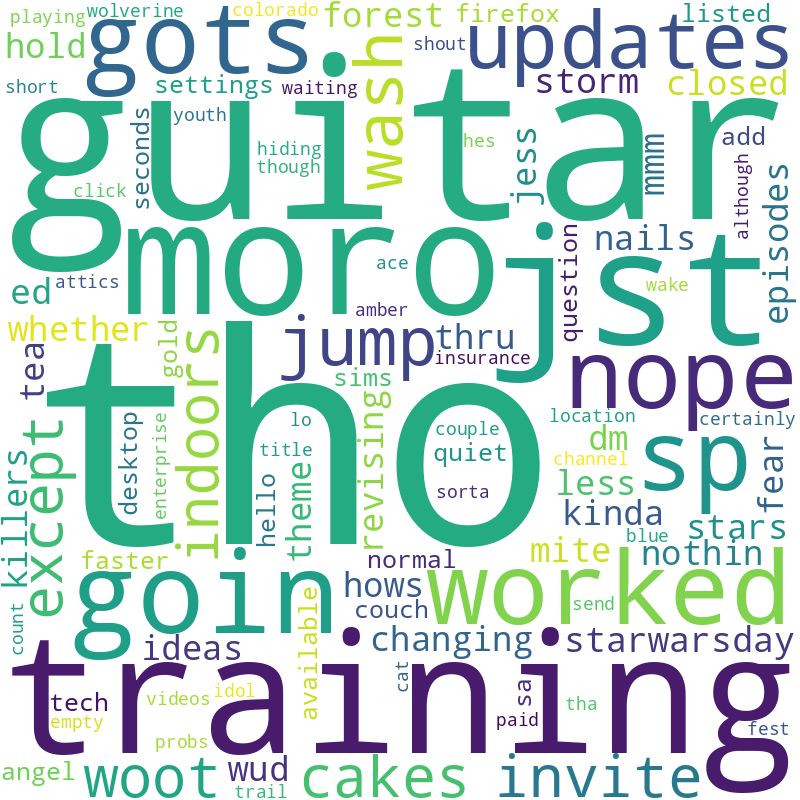 playing wolverine colorado forest firefox listed
hold gots updates
short settings waiting wash shout storm closed
guitar
seconds youth hiding though hes jess mmm add
click although episodes
moro jst question nails
attics ace wake
ed amber
whether gold jump thru
tea indoors insurance nope
sims location certainly
except desktop lo couple dm
enterprise title quiet channel
tho sp fear
killers hello theme revising sorta less
kinda stars
faster normal mite blue nothin
goin hows worked
count couch send
ideas available changing starwarsday
training
cat sa
tech videos idol paid tha
empty probs fest
angel woot wud cakes invite
trail